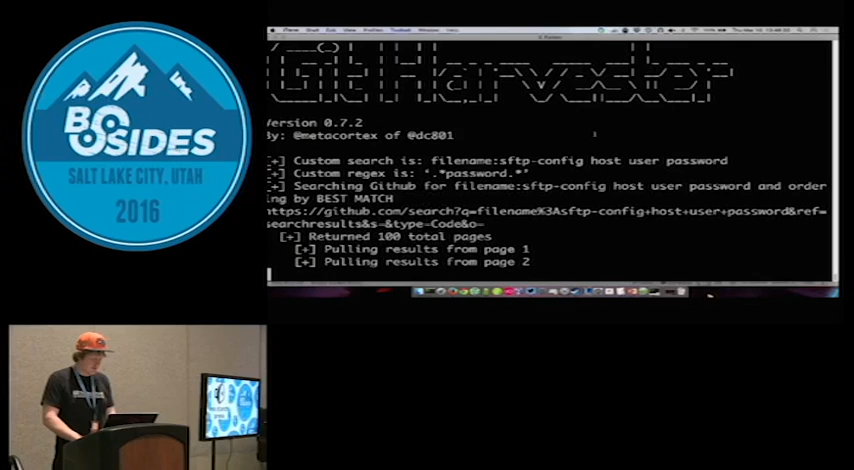 BSIDES
SALT LAKE CITY, UTAH
2016
GitHarvester
Version 0.7.2
By: @metacortex of @dc801
[+] Custom search is: filename:sftp-config host user password
[+] Custom regex is: '.*password.*'
[+] Searching Github for filename:sftp-config host user password and order
ing by BEST MATCH
https://github.com/search?q=filename%3Asftp-config+host+user+password&ref=
searchresults&s=&type=Code&o=
[+] Returned 100 total pages
[+] Pulling results from page 1
[+] Pulling results from page 2